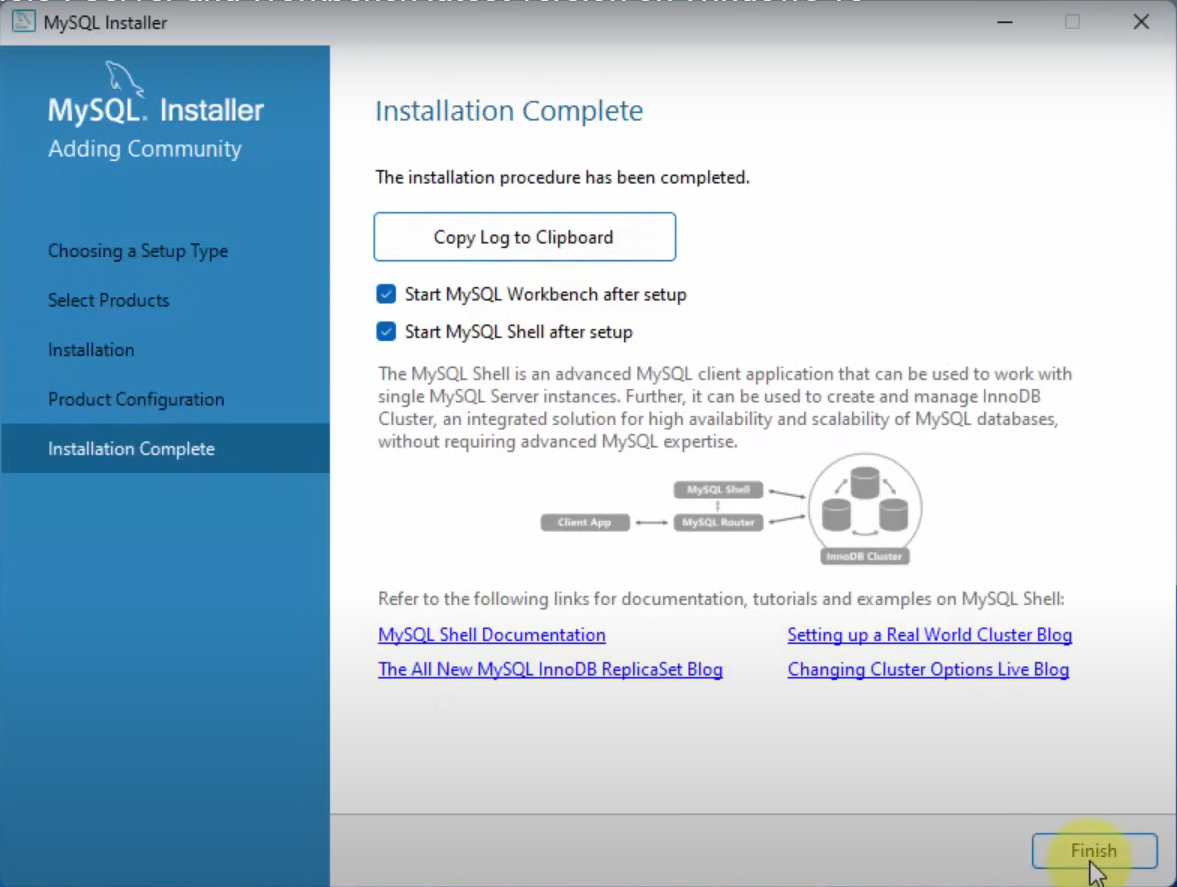 MySQL Installer
MySQL. Installer
Adding Community
Choosing a Setup Type
Select Products
Installation
Product Configuration
Installation Complete
Installation Complete
The installation procedure has been completed.
Copy Log to Clipboard
Start MySQL Workbench after setup
Start MySQL Shell after setup
The MySQL Shell is an advanced MySQL client application that can be used to work with
single MySQL Server instances. Further, it can be used to create and manage InnoDB
Cluster, an integrated solution for high availability and scalability of MySQL databases,
without requiring advanced MySQL expertise.
MySQL Shell
Client App
MySQL Router
InnoDB Cluster
Refer to the following links for documentation, tutorials and examples on MySQL Shell:
MySQL Shell Documentation
Setting up a Real World Cluster Blog
The All New MySQL InnoDB ReplicaSet Blog
Changing Cluster Options Live Blog
Finish